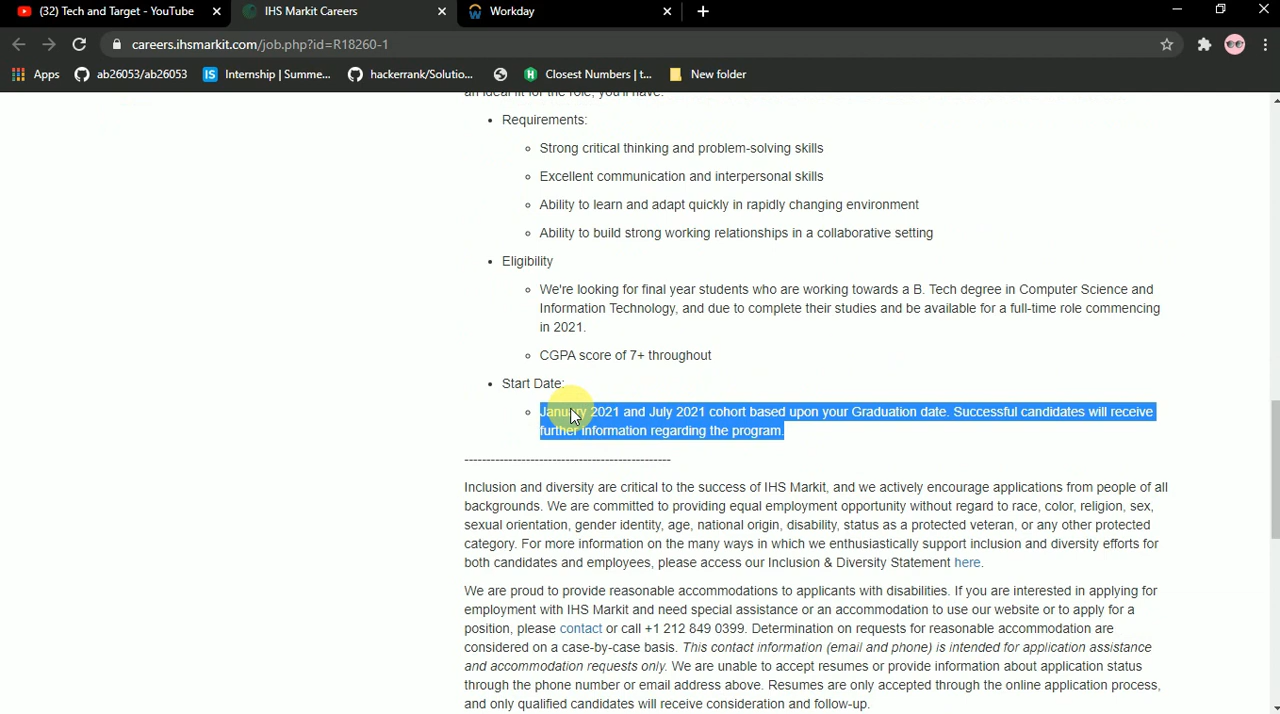 (32) Tech and Target - YouTube
IHS Markit Careers
Workday
careers.ihsmarkit.com/job.php?id=R18260-1
Apps
ab26053/ab26053
IS Internship | Summe...
hackerrank/Solutio...
Closest Numbers | t...
New folder
an ideal fit for the role, you'll have:
• Requirements:
Strong critical thinking and problem-solving skills
Excellent communication and interpersonal skills
Ability to learn and adapt quickly in rapidly changing environment
Ability to build strong working relationships in a collaborative setting
• Eligibility
We're looking for final year students who are working towards a B. Tech degree in Computer Science and
Information Technology, and due to complete their studies and be available for a full-time role commencing
in 2021.
CGPA score of 7+ throughout
• Start Date:
January 2021 and July 2021 cohort based upon your Graduation date. Successful candidates will receive
further information regarding the program.
----------------------------------------------
Inclusion and diversity are critical to the success of IHS Markit, and we actively encourage applications from people of all
backgrounds. We are committed to providing equal employment opportunity without regard to race, color, religion, sex,
sexual orientation, gender identity, age, national origin, disability, status as a protected veteran, or any other protected
category. For more information on the many ways in which we enthusiastically support inclusion and diversity efforts for
both candidates and employees, please access our Inclusion & Diversity Statement here.
We are proud to provide reasonable accommodations to applicants with disabilities. If you are interested in applying for
employment with IHS Markit and need special assistance or an accommodation to use our website or to apply for a
position, please contact or call +1 212 849 0399. Determination on requests for reasonable accommodation are
considered on a case-by-case basis. This contact information (email and phone) is intended for application assistance
and accommodation requests only. We are unable to accept resumes or provide information about application status
through the phone number or email address above. Resumes are only accepted through the online application process,
and only qualified candidates will receive consideration and follow-up.